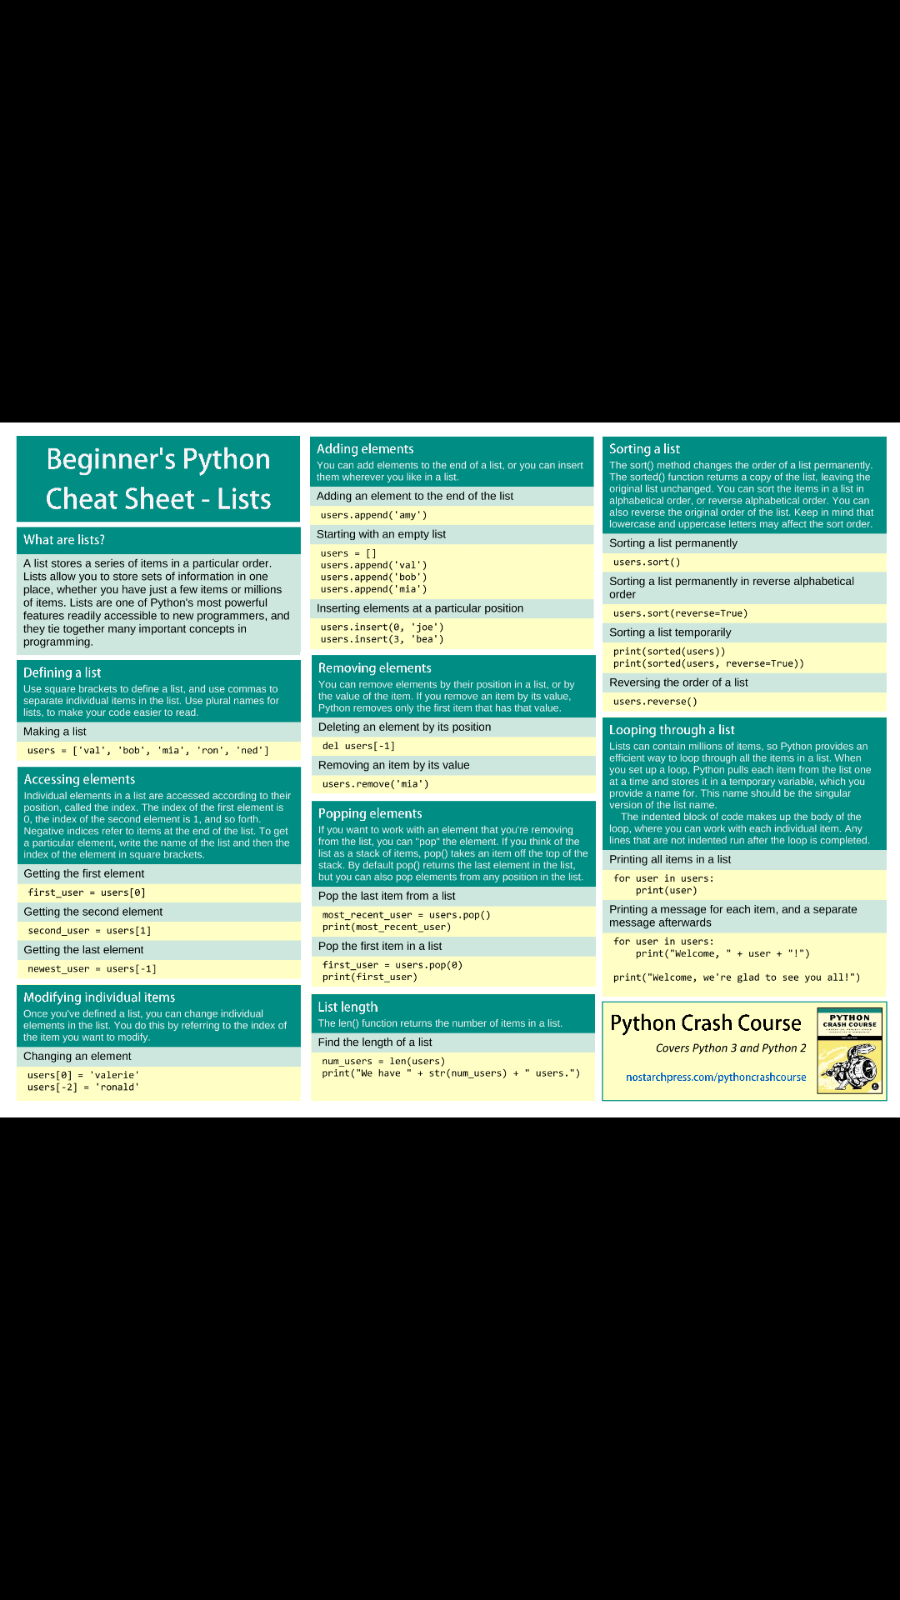 Beginner's Python
Cheat Sheet - Lists
What are lists?
A list stores a series of items in a particular order.
Lists allow you to store sets of information in one
place, whether you have just a few items or millions
of items. Lists are one of Python's most powerful
features readily accessible to new programmers, and
they tie together many important concepts in
programming.
Defining a list
Use square brackets to define a list, and use commas to
separate individual items in the list. Use plural names for
lists, to make your code easier to read.
Making a list
users = ['val', 'bob', 'mia', 'ron', 'ned']
Accessing elements
Individual elements in a list are accessed according to their
position, called the index. The index of the first element is
0, the index of the second element is 1, and so forth.
Negative indices refer to items at the end of the list. To get
a particular element, write the name of the list and then the
index of the element in square brackets.
Getting the first element
first_user = users[0]
Getting the second element
second_user = users[1]
Getting the last element
newest_user = users[-1]
Modifying individual items
Once you've defined a list, you can change individual
elements in the list. You do this by referring to the index of
the item you want to modify.
Changing an element
users[0] = 'valerie'
users[-2] = 'ronald'
Adding elements
You can add elements to the end of a list, or you can insert
them wherever you like in a list.
Adding an element to the end of the list
users.append('amy')
Starting with an empty list
users = []
users.append('val')
users.append('bob')
users.append('mia')
Inserting elements at a particular position
users.insert(0, 'joe')
users.insert(3, 'bea')
Removing elements
You can remove elements by their position in a list, or by
the value of the item. If you remove an item by its value,
Python removes only the first item that has that value.
Deleting an element by its position
del users[-1]
Removing an item by its value
users.remove('mia')
Popping elements
If you want to work with an element that you're removing
from the list, you can "pop" the element. If you think of the
list as a stack of items, pop() takes an item off the top of the
stack. By default pop() returns the last element in the list,
but you can also pop elements from any position in the list.
Pop the last item from a list
most_recent_user = users.pop()
print(most_recent_user)
Pop the first item in a list
first_user = users.pop(0)
print(first_user)
List length
The len() function returns the number of items in a list.
Find the length of a list
num_users = len(users)
print("We have " + str(num_users) + " users.")
Sorting a list
The sort() method changes the order of a list permanently.
The sorted() function returns a copy of the list, leaving the
original list unchanged. You can sort the items in a list in
alphabetical order, or reverse alphabetical order. You can
also reverse the original order of the list. Keep in mind that
lowercase and uppercase letters may affect the sort order.
Sorting a list permanently
users.sort()
Sorting a list permanently in reverse alphabetical
order
users.sort(reverse=True)
Sorting a list temporarily
print(sorted(users))
print(sorted(users, reverse=True))
Reversing the order of a list
users.reverse()
Looping through a list
Lists can contain millions of items, so Python provides an
efficient way to loop through all the items in a list. When
you set up a loop, Python pulls each item from the list one
at a time and stores it in a temporary variable, which you
provide a name for. This name should be the singular
version of the list name.
The indented block of code makes up the body of the
loop, where you can work with each individual item. Any
lines that are not indented run after the loop is completed.
Printing all items in a list
for user in users:
    print(user)
Printing a message for each item, and a separate
message afterwards
for user in users:
    print("Welcome, " + user + "!")
print("Welcome, we're glad to see you all!")
Python Crash Course
Covers Python 3 and Python 2
nostarchpress.com/pythoncrashcourse
PYTHON
CRASH COURSE